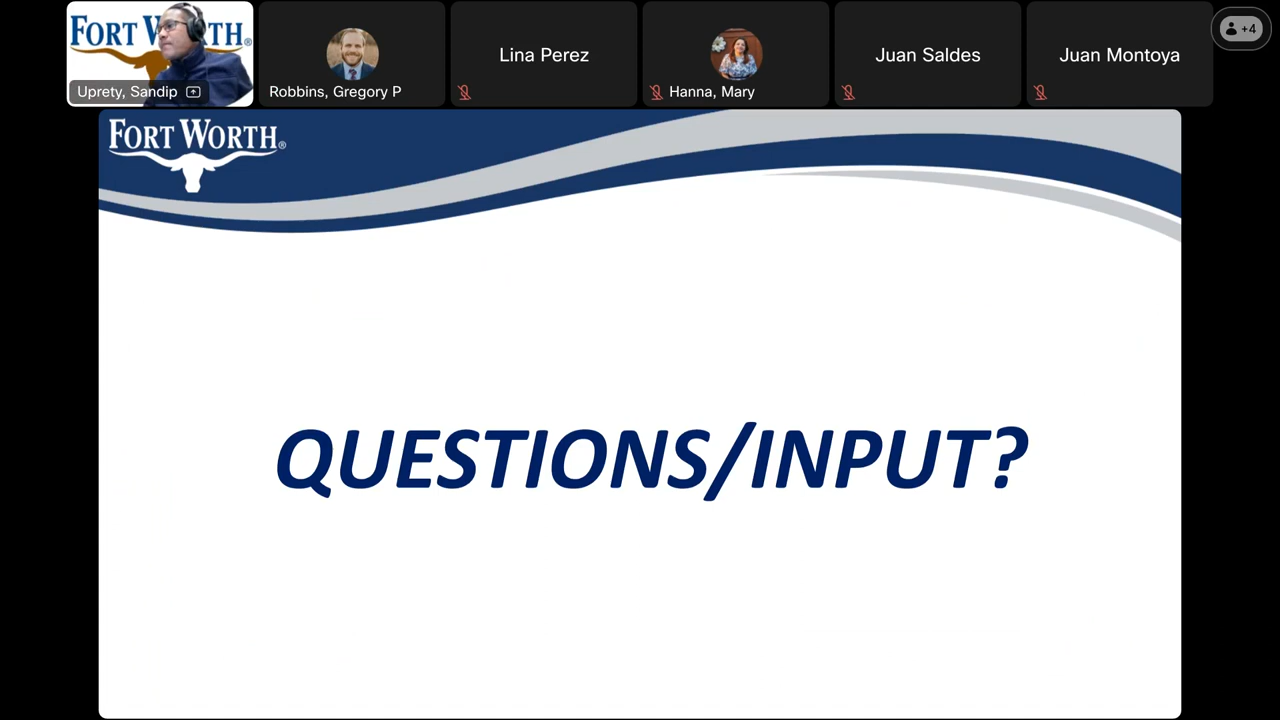 FORT WORTH®
Uprety, Sandip
Robbins, Gregory P
Lina Perez
Hanna, Mary
Juan Saldes
Juan Montoya
+4
FORT WORTH®
QUESTIONS/INPUT?